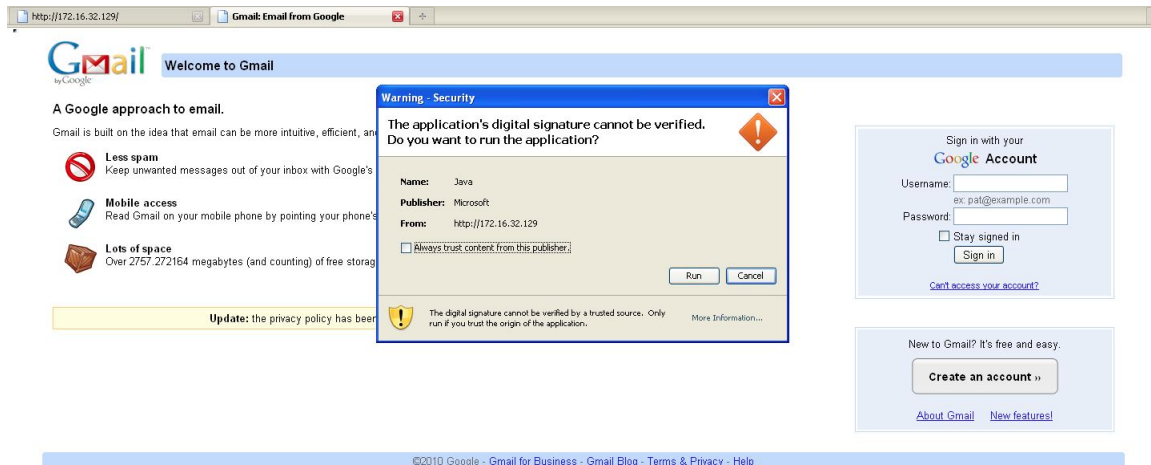 http://172.16.32.129/
Gmail: Email from Google
Gmail
by Google
Welcome to Gmail
A Google approach to email.
Gmail is built on the idea that email can be more intuitive, efficient, an
Less spam
Keep unwanted messages out of your inbox with Google's
Mobile access
Read Gmail on your mobile phone by pointing your phone's
Lots of space
Over 2757.272164 megabytes (and counting) of free storag
Update: the privacy policy has been
Warning - Security
The application's digital signature cannot be verified.
Do you want to run the application?
Name: Java
Publisher: Microsoft
From: http://172.16.32.129
Always trust content from this publisher.
Run Cancel
The digital signature cannot be verified by a trusted source. Only
run if you trust the origin of the application.
More Information...
Sign in with your
Google Account
Username:
ex: pat@example.com
Password:
Stay signed in
Sign in
Can't access your account?
New to Gmail? It's free and easy.
Create an account »
About Gmail New features!
©2010 Google - Gmail for Business - Gmail Blog - Terms & Privacy - Help